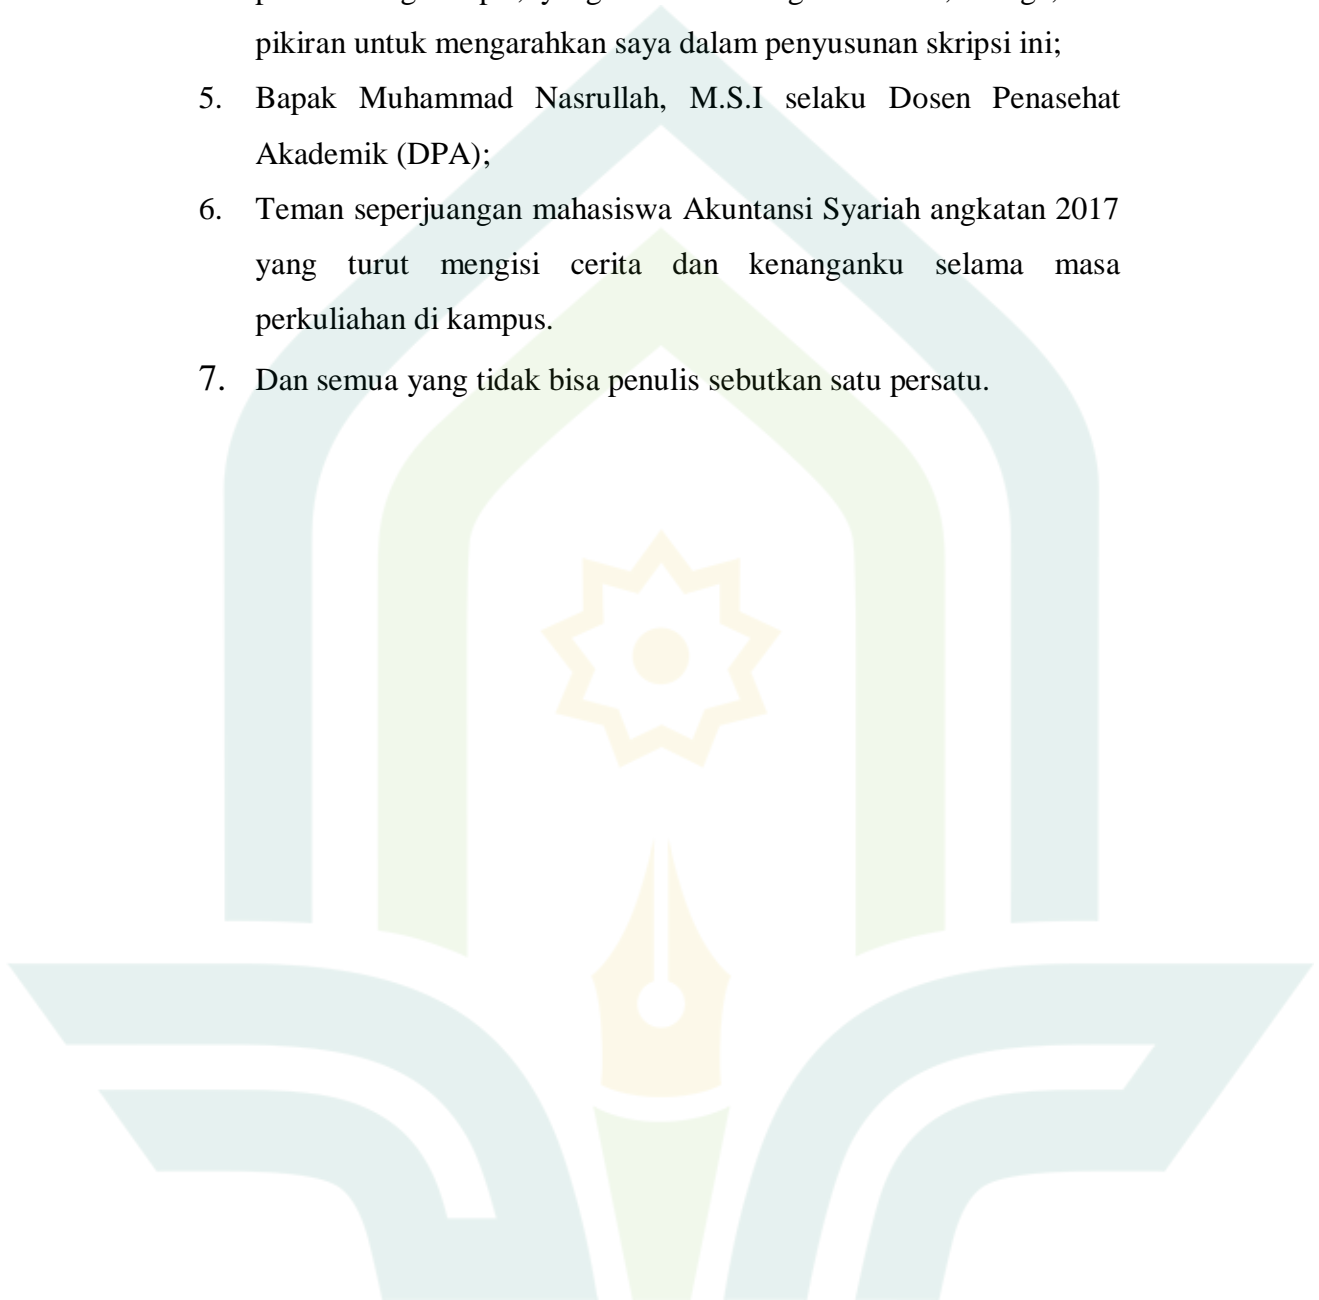 pikiran untuk mengarahkan saya dalam penyusunan skripsi ini;
5. Bapak Muhammad Nasrullah, M.S.I selaku Dosen Penasehat
Akademik (DPA);
6. Teman seperjuangan mahasiswa Akuntansi Syariah angkatan 2017
yang turut mengisi cerita dan kenanganku selama masa
perkuliahan di kampus.
7. Dan semua yang tidak bisa penulis sebutkan satu persatu.